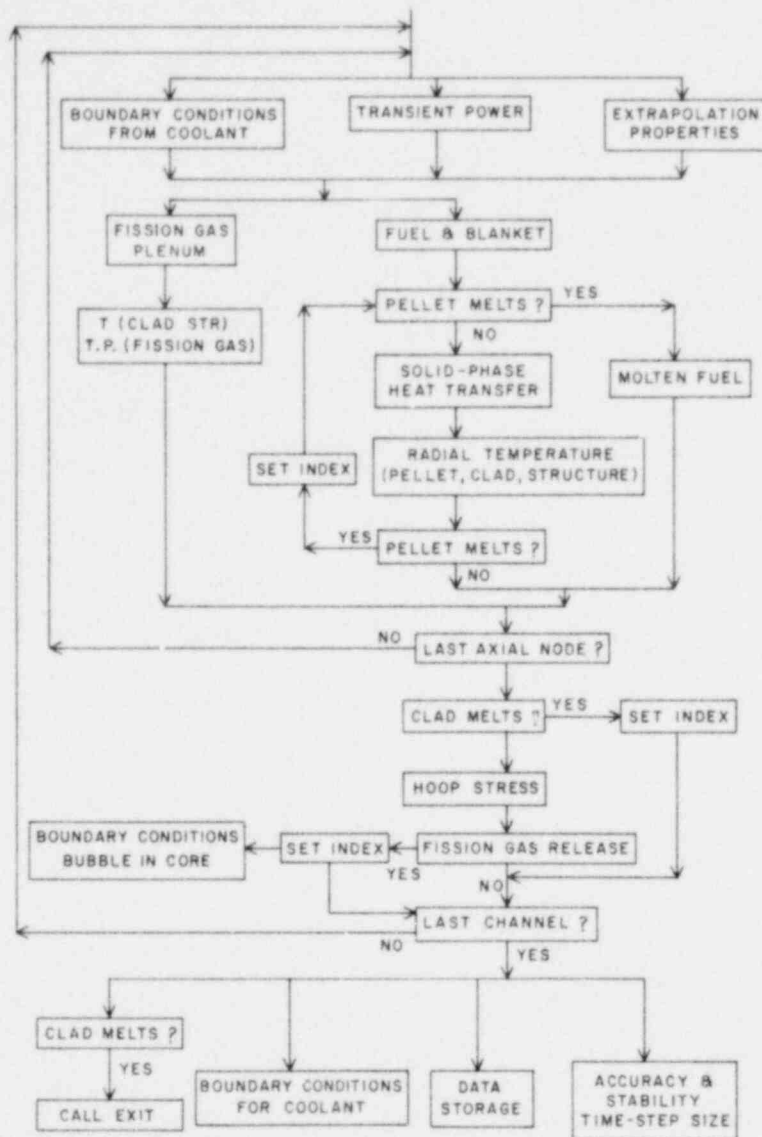 BOUNDARY CONDITIONS
FROM COOLANT
TRANSIENT POWER
EXTRAPOLATION
PROPERTIES
FISSION GAS
PLENUM
FUEL & BLANKET
T (CLAD STR)
T.P. (FISSION GAS)
PELLET MELTS ?
YES
NO
SOLID-PHASE
HEAT TRANSFER
MOLTEN FUEL
SET INDEX
RADIAL TEMPERATURE
(PELLET, CLAD, STRUCTURE)
YES
PELLET MELTS ?
NO
NO
LAST AXIAL NODE ?
CLAD MELTS ?
YES
SET INDEX
HOOP STRESS
BOUNDARY CONDITIONS
BUBBLE IN CORE
SET INDEX
YES
FISSION GAS RELEASE
NO
LAST CHANNEL ?
NO
YES
CLAD MELTS ?
YES
CALL EXIT
BOUNDARY CONDITIONS
FOR COOLANT
DATA
STORAGE
ACCURACY &
STABILITY
TIME-STEP SIZE